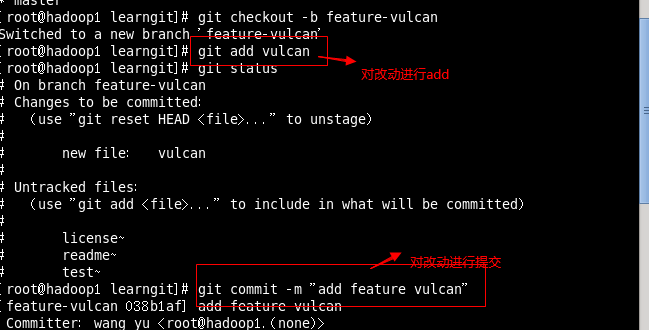 # master
[root@hadoop1 learngit]# git checkout -b feature-vulcan
Switched to a new branch 'feature-vulcan'
[root@hadoop1 learngit]# git add vulcan
[root@hadoop1 learngit]# git status
对改动进行add
# On branch feature-vulcan
# Changes to be committed:
#   (use "git reset HEAD <file>..." to unstage)
#
#       new file:   vulcan
#
# Untracked files:
#   (use "git add <file>..." to include in what will be committed)
#
#       license~
#       readme~
#       test~
对改动进行提交
[root@hadoop1 learngit]# git commit -m "add feature vulcan"
[feature-vulcan 038b1af] add feature vulcan
Committer: wang yu <root@hadoop1.(none)>